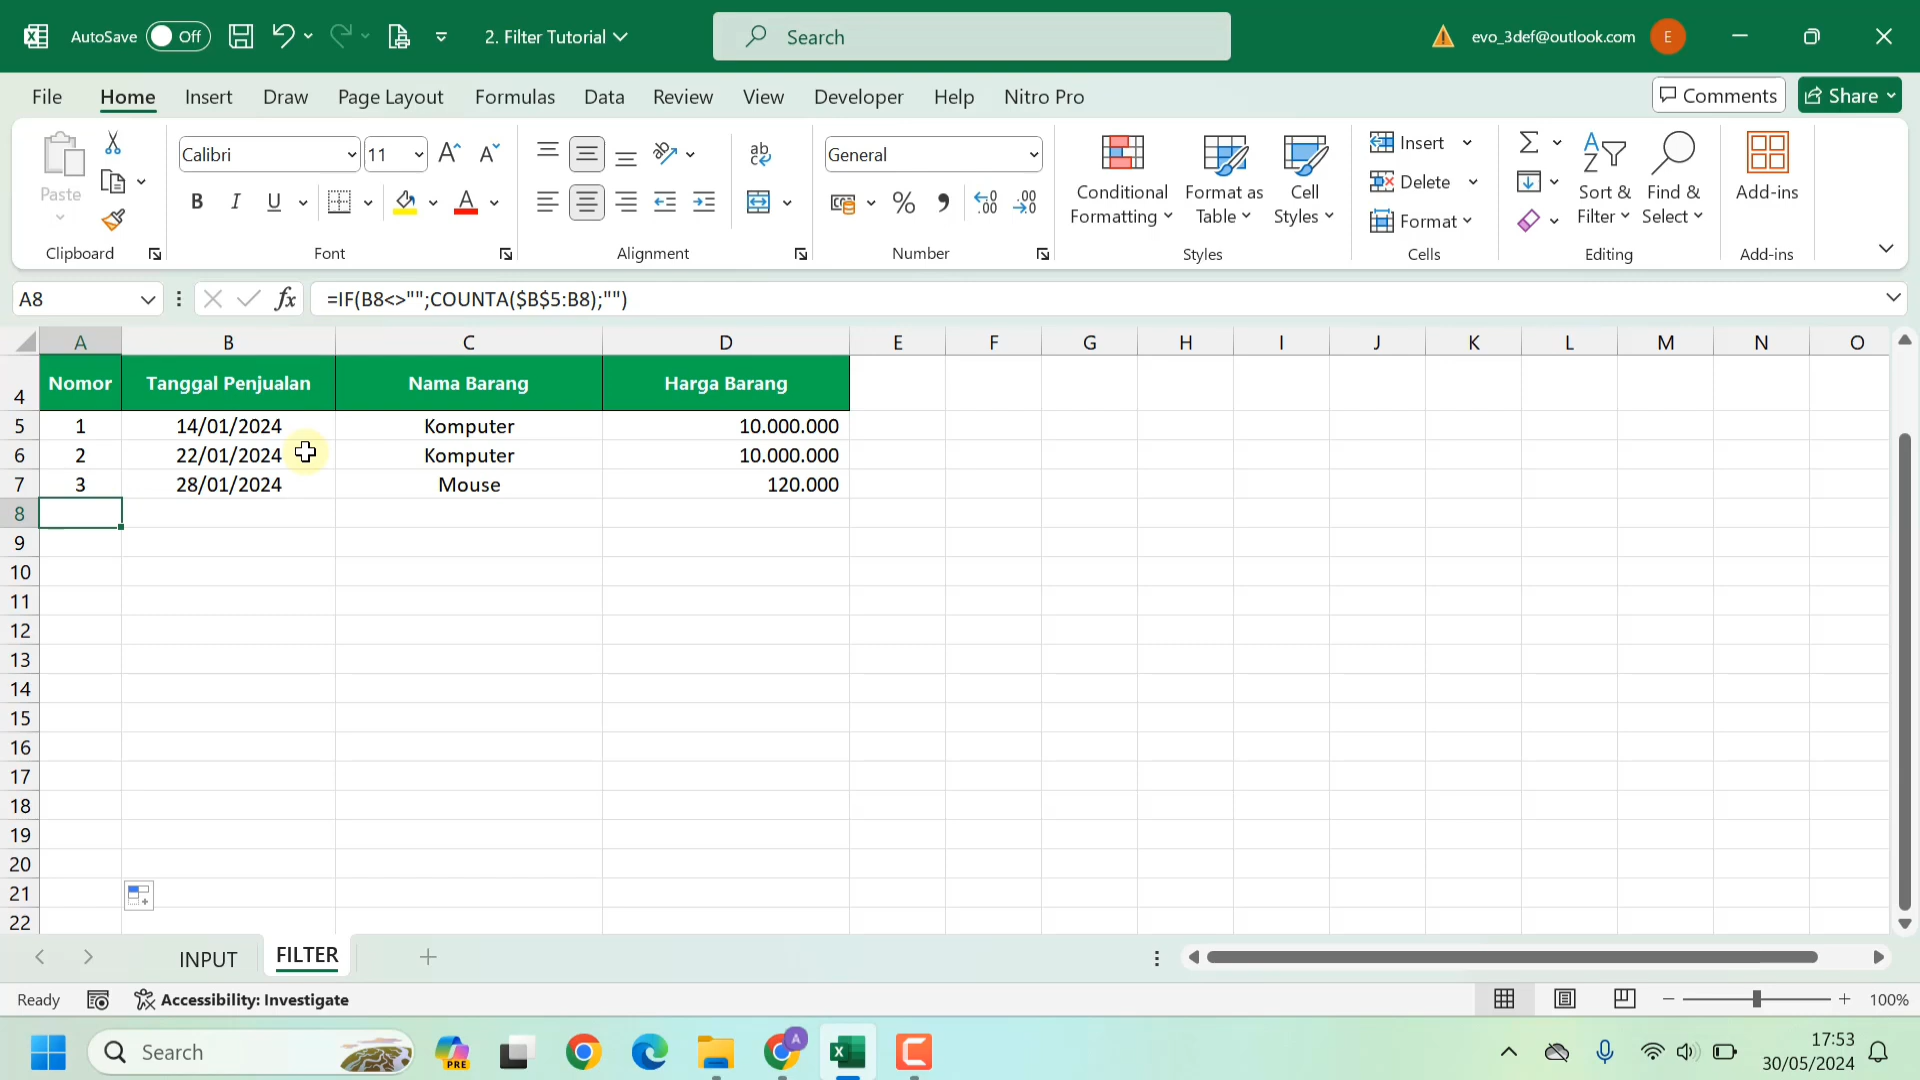 AutoSave Off 2. Filter Tutorial Search evo_3def@outlook.com E
File Home Insert Draw Page Layout Formulas Data Review View Developer Help Nitro Pro Comments Share
Paste
Clipboard
Calibri 11
B I U A
Font
ab
Alignment
General
% 9
Number
Conditional Formatting
Format as Table
Cell Styles
Styles
Insert
Delete
Format
Cells
Sort & Filter
Find & Select
Editing
Add-ins
Add-ins
A8 fx =IF(B8<>"";COUNTA($B$5:B8);"")
A B C D E F G H I J K L M N O
4 Nomor Tanggal Penjualan Nama Barang Harga Barang
5 1 14/01/2024 Komputer 10.000.000
6 2 22/01/2024 Komputer 10.000.000
7 3 28/01/2024 Mouse 120.000
8
9
10
11
12
13
14
15
16
17
18
19
20
21
22
INPUT FILTER
Ready Accessibility: Investigate 100%
Search PRE A 17:53
30/05/2024